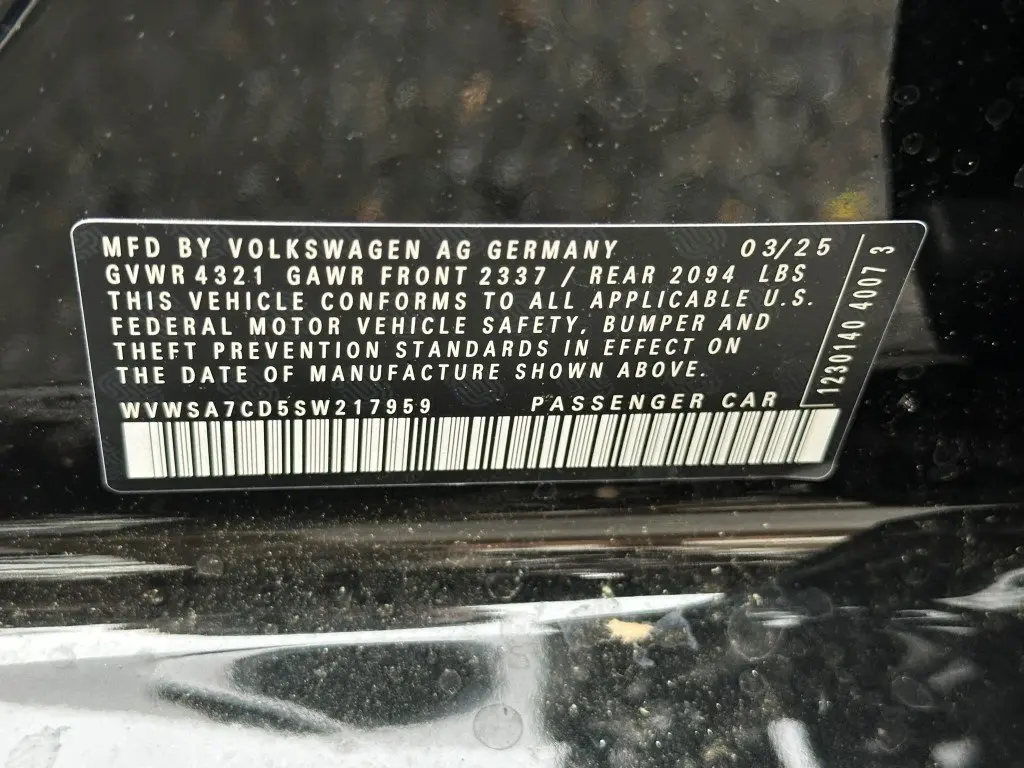 MFD BY VOLKSWAGEN AG GERMANY 03/25
GVWR 4321 GAWR FRONT 2337 / REAR 2094 LBS
THIS VEHICLE CONFORMS TO ALL APPLICABLE U.S.
FEDERAL MOTOR VEHICLE SAFETY, BUMPER AND
THEFT PREVENTION STANDARDS IN EFFECT ON
THE DATE OF MANUFACTURE SHOWN ABOVE.
WVWSA7CD5SW217959 PASSENGER CAR
1230140 4007 3